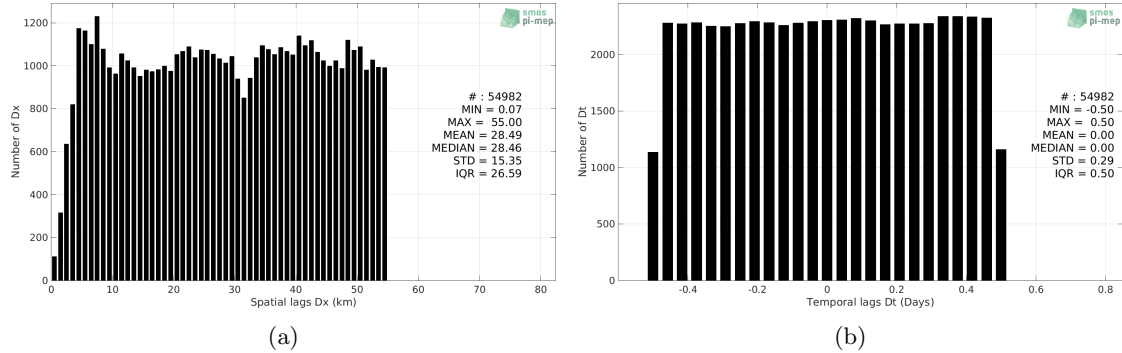 smos
pi-mep
1200
1000
800
600
400
200
0
Number of Dx
# : 54982
MIN = 0.07
MAX = 55.00
MEAN = 28.49
MEDIAN = 28.46
STD = 15.35
IQR = 26.59
0 10 20 30 40 50 60 70 80
Spatial lags Dx (km)
(a)
smos
pi-mep
2000
1500
1000
500
0
Number of Dt
# : 54982
MIN = -0.50
MAX = 0.50
MEAN = 0.00
MEDIAN = 0.00
STD = 0.29
IQR = 0.50
-0.4 -0.2 0 0.2 0.4 0.6 0.8
Temporal lags Dt (Days)
(b)